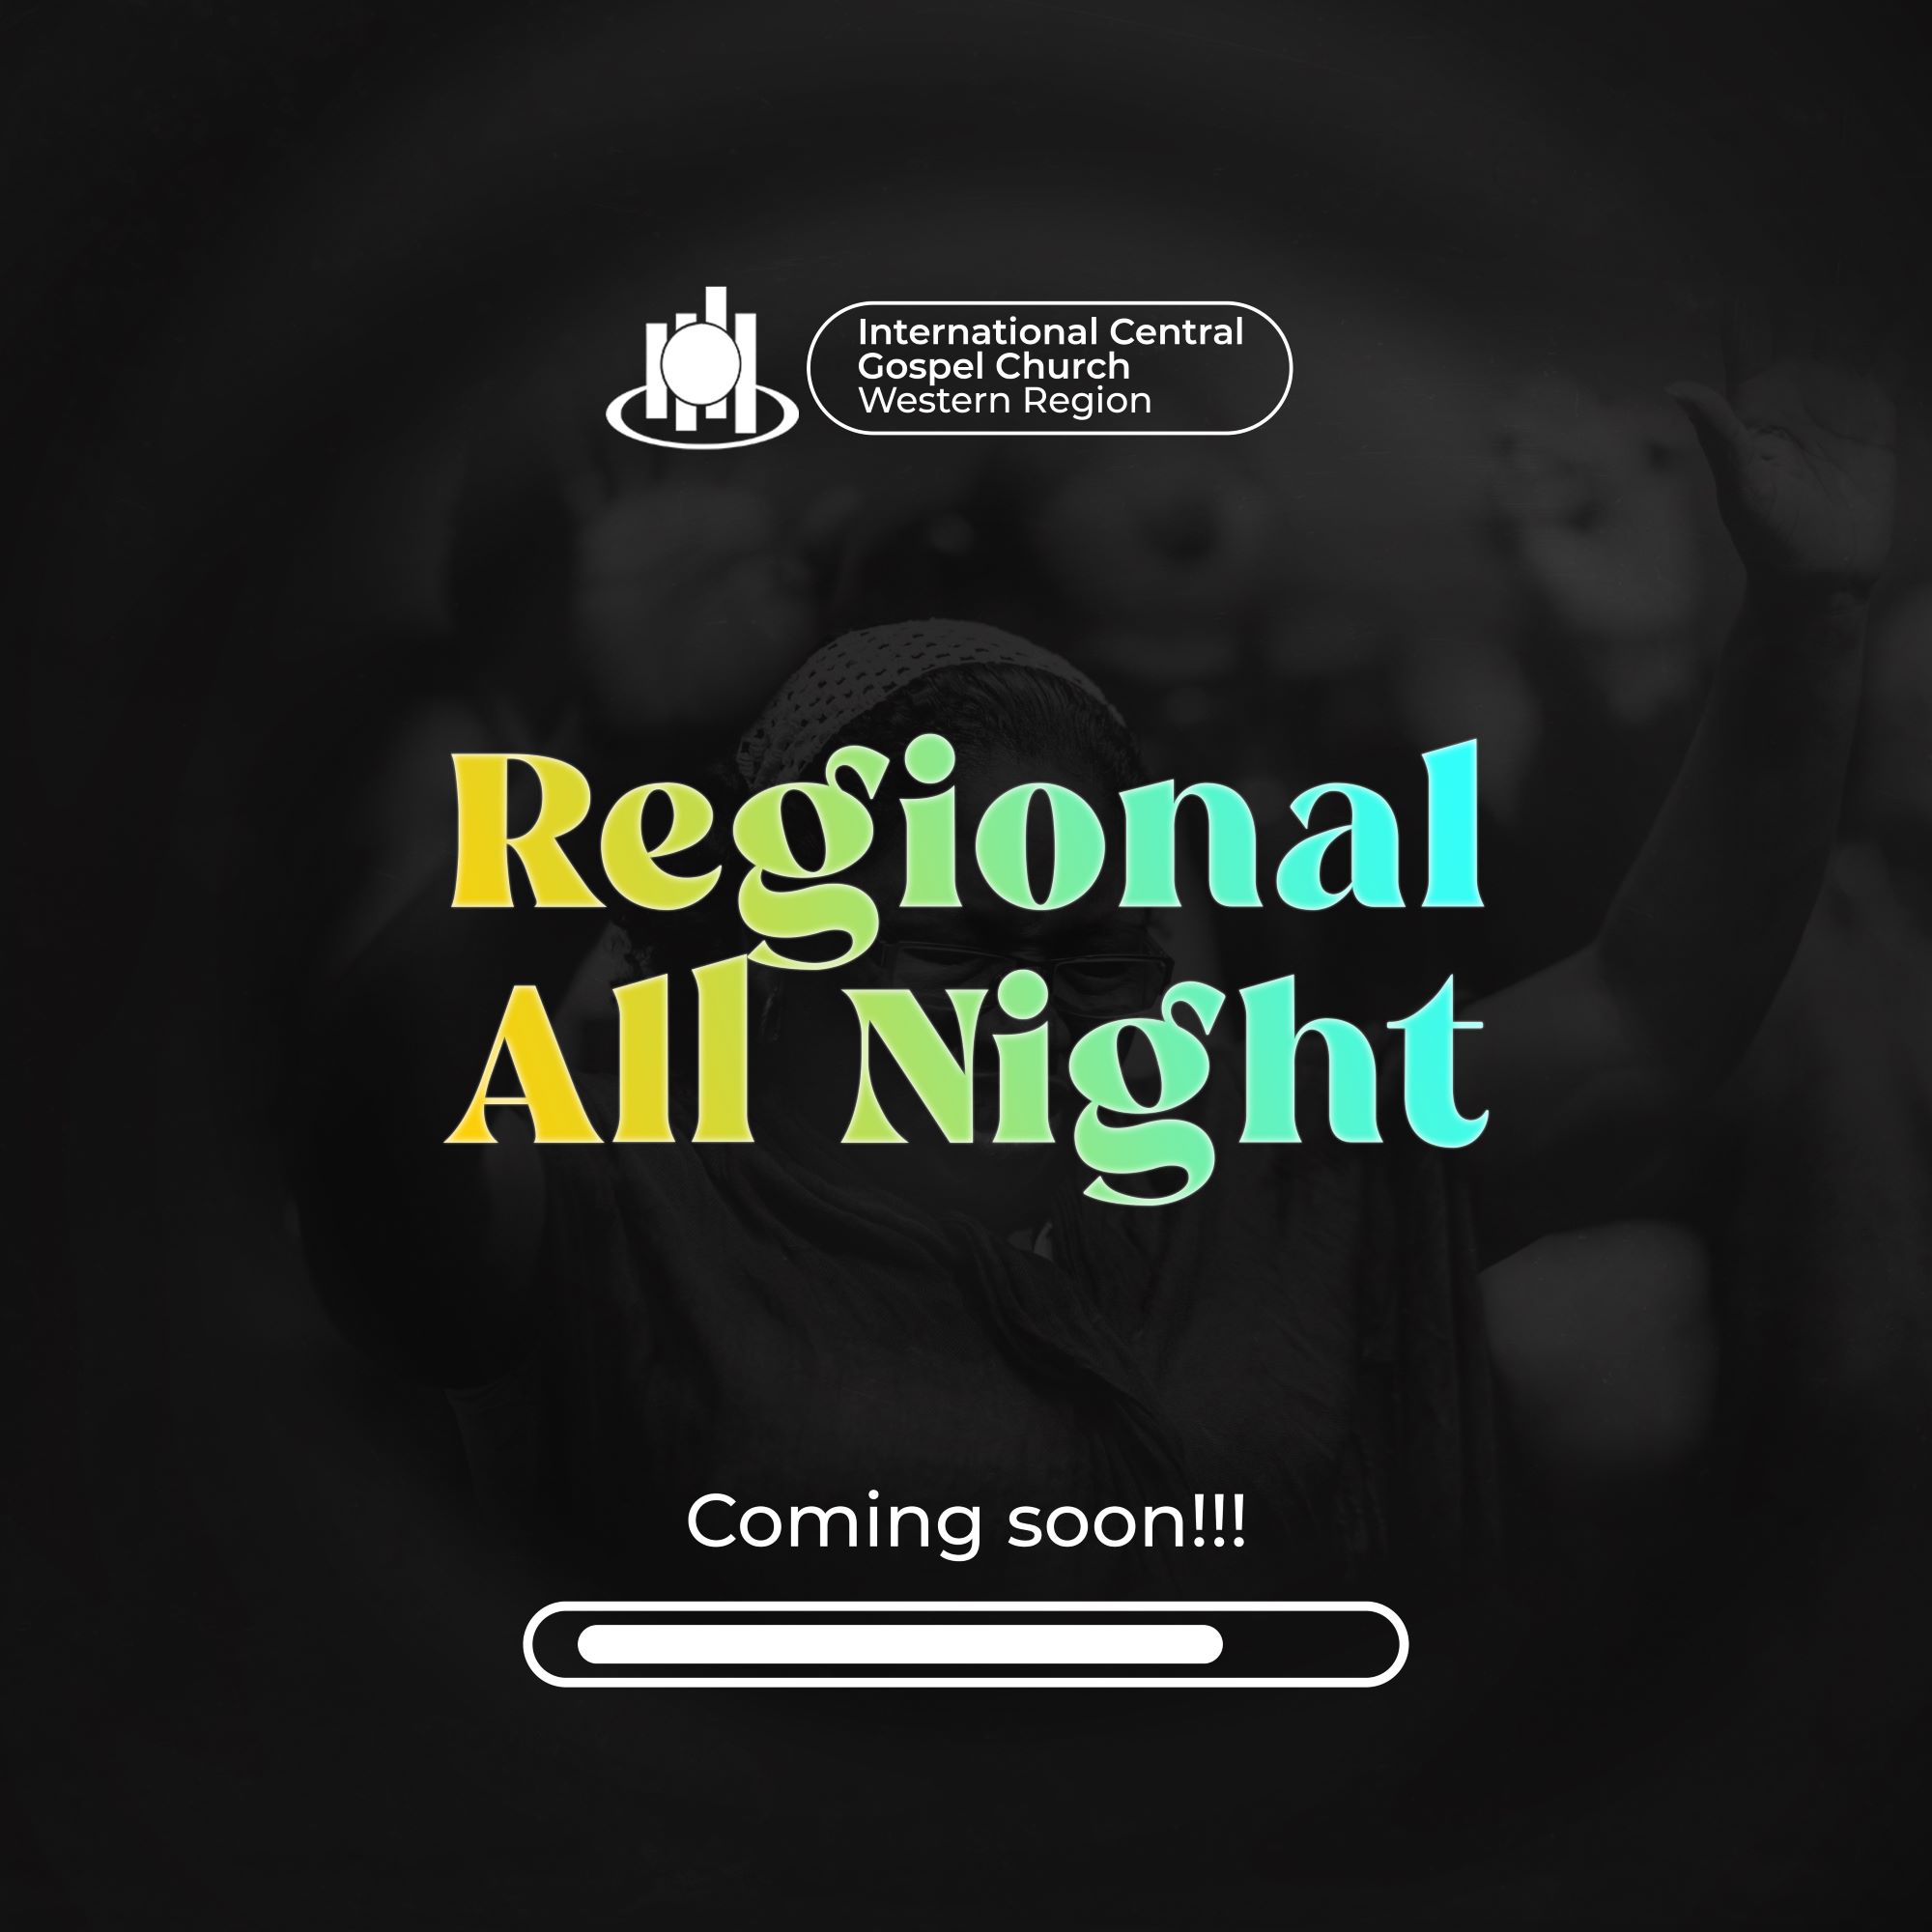 International Central
Gospel Church
Western Region
Regional
All Night
Coming soon!!!